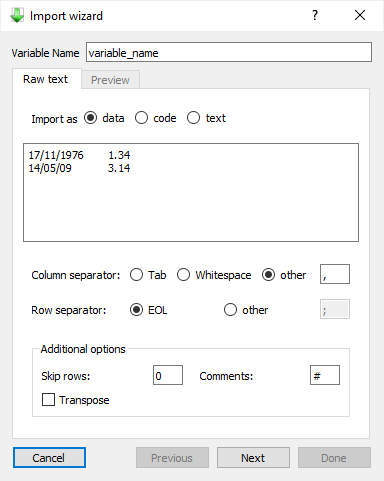 Import wizard ? ×
Variable Name variable_name
Raw text Preview
Import as data code text
17/11/1976 1.34
14/05/09 3.14
Column separator: Tab Whitespace other ,
Row separator: EOL other ;
Additional options
Skip rows: 0 Comments: #
Transpose
Cancel Previous Next Done